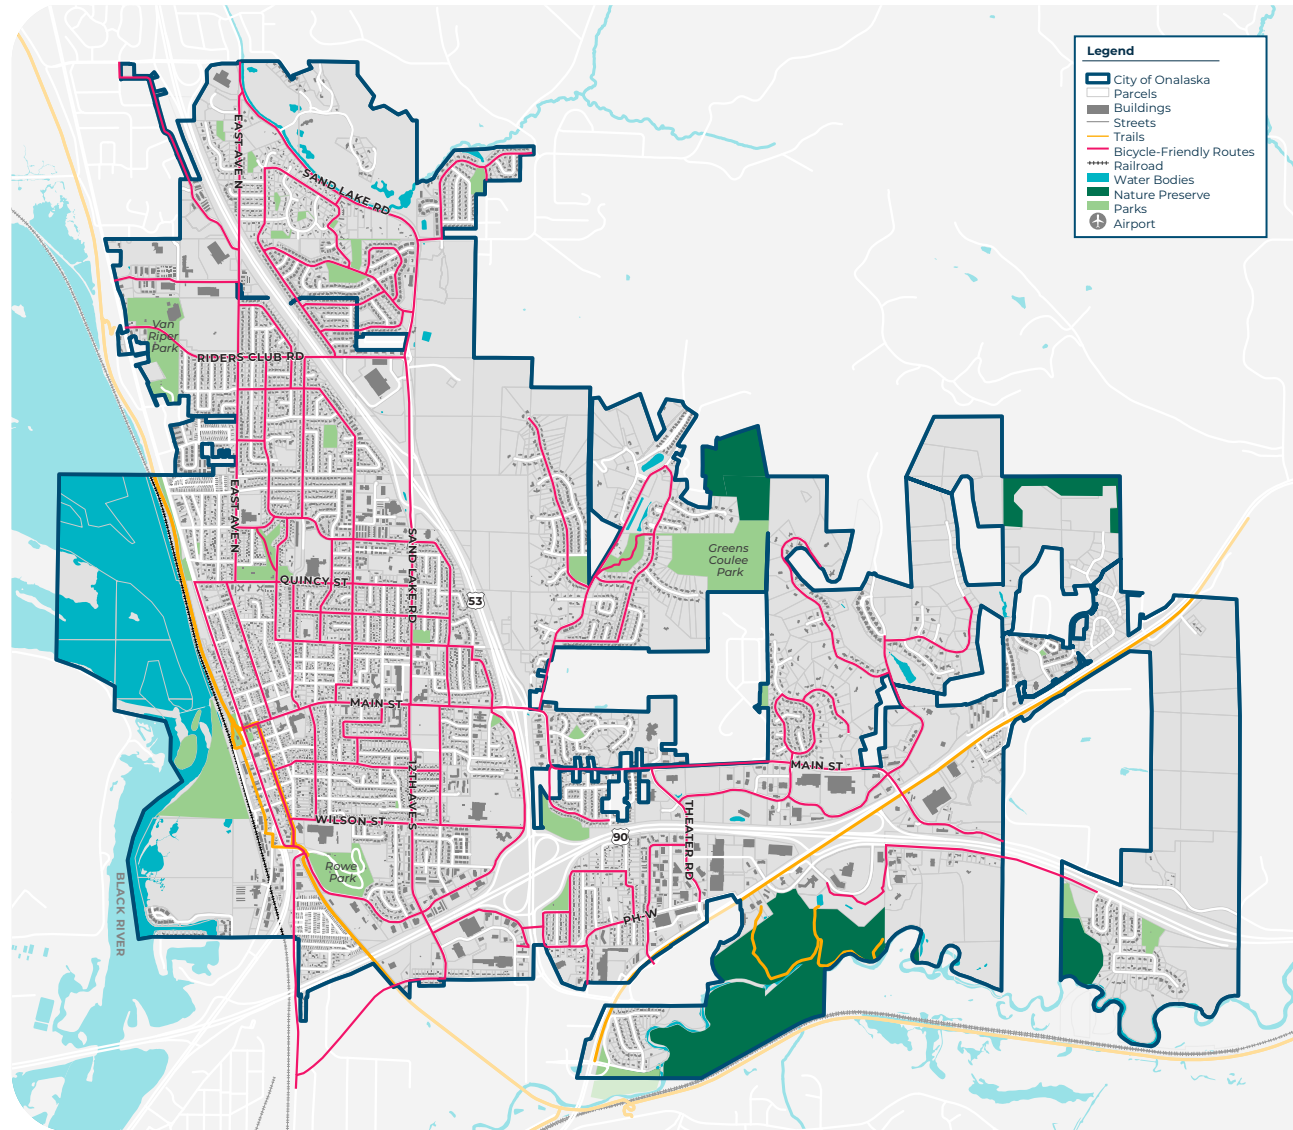 Legend
City of Onalaska
Parcels
Buildings
Streets
Trails
Bicycle-Friendly Routes
Railroad
Water Bodies
Nature Preserve
Parks
Airport
EAST AVE N
SAND LAKE RD
Van
Riper
Park
RIDERS CLUB RD
EAST AVE N
SAND LAKE RD
Greens
Coulee
Park
QUINCY ST
53
MAIN ST
12TH AVE S
MAIN ST
THEATER RD
WILSON ST
90
Rowe
Park
BLACK RIVER
PH-W